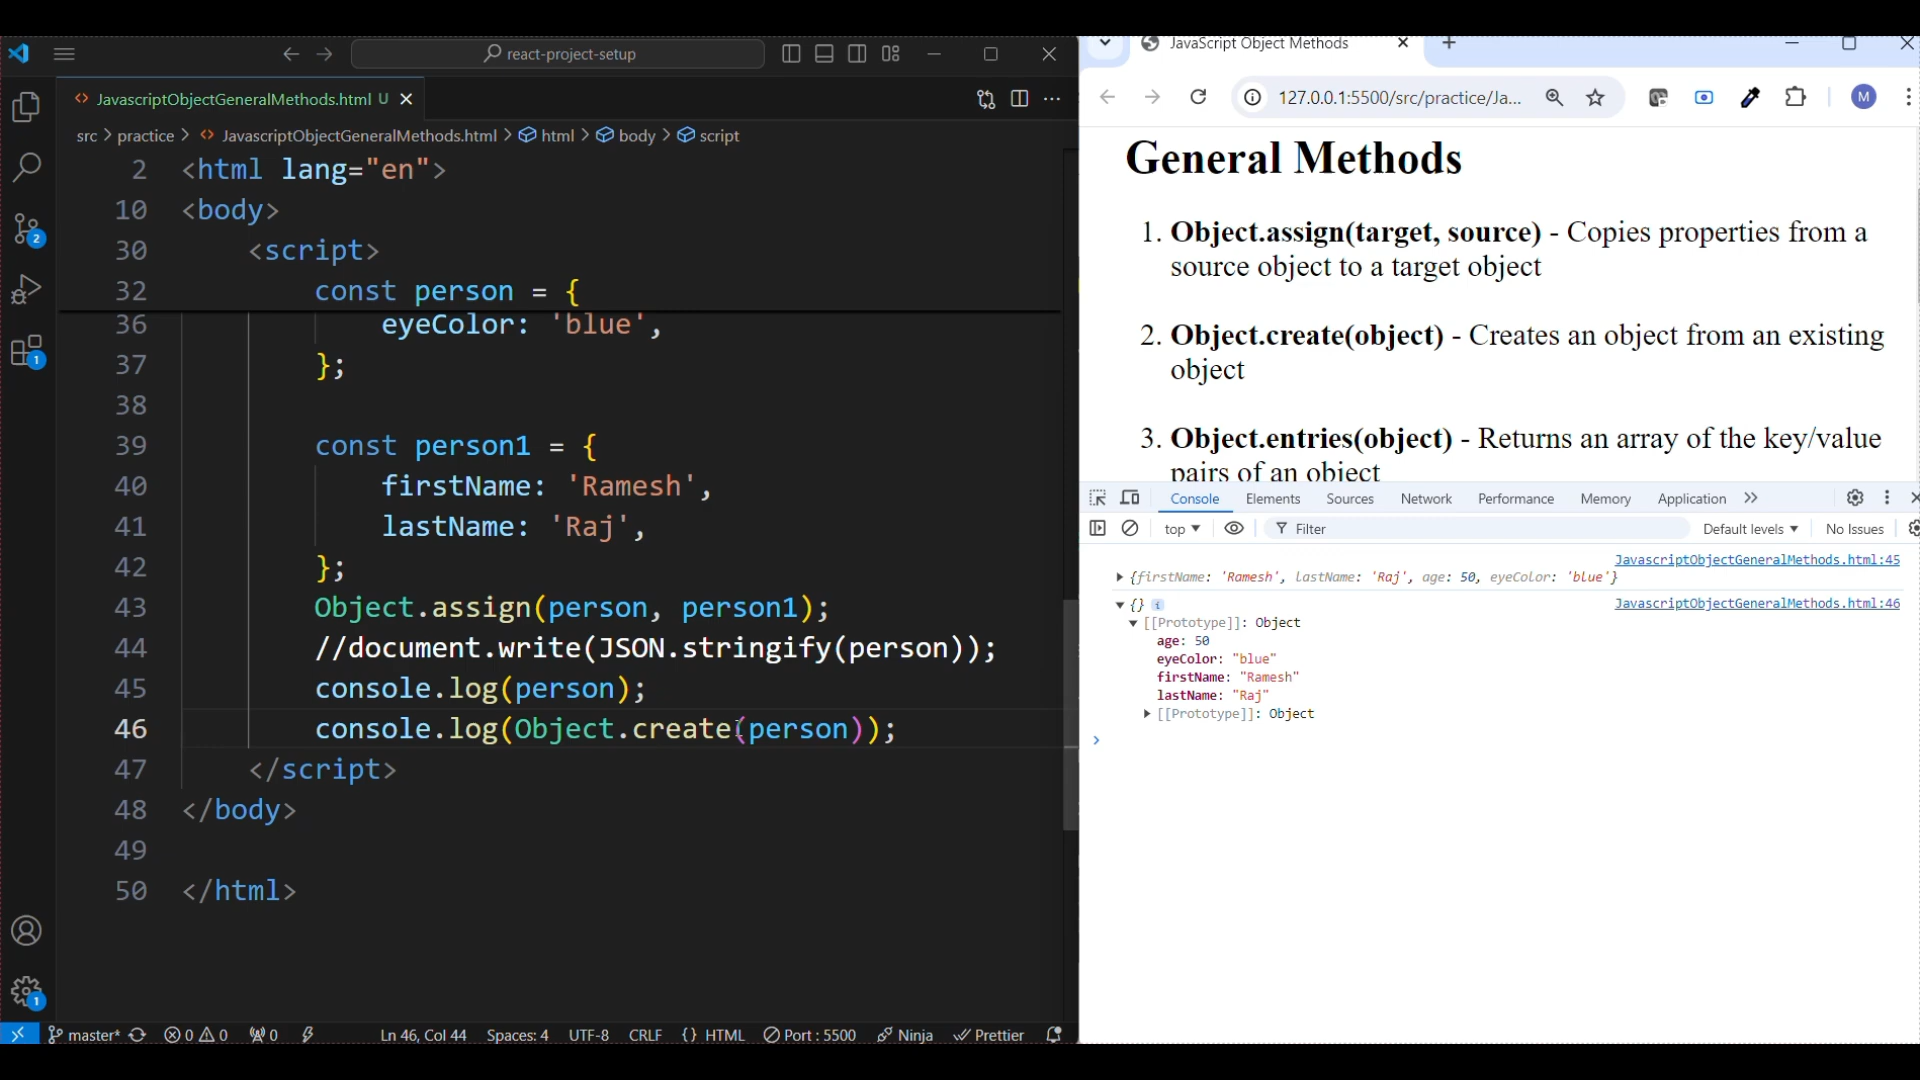 react-project-setup
JavascriptObjectGeneralMethods.html U
src > practice > JavascriptObjectGeneralMethods.html > html > body > script
2 <html lang="en">
10 <body>
30 <script>
32 const person = {
36 eyeColor: 'blue',
37 };
38
39 const person1 = {
40 firstName: 'Ramesh',
41 lastName: 'Raj',
42 };
43 Object.assign(person, person1);
44 //document.write(JSON.stringify(person));
45 console.log(person);
46 console.log(Object.create(person));
47 </script>
48 </body>
49
50 </html>
2
1
1
master* 0 0 0 Ln 46, Col 44 Spaces: 4 UTF-8 CRLF {} HTML Port : 5500 Ninja Prettier
JavaScript Object Methods
127.0.0.1:5500/src/practice/Ja... M
General Methods
1. Object.assign(target, source) - Copies properties from a
source object to a target object
2. Object.create(object) - Creates an object from an existing
object
3. Object.entries(object) - Returns an array of the key/value
pairs of an object
Console Elements Sources Network Performance Memory Application
top Filter Default levels No Issues
JavascriptObjectGeneralMethods.html:45
{firstName: 'Ramesh', lastName: 'Raj', age: 50, eyeColor: 'blue'}
{} i JavascriptObjectGeneralMethods.html:46
[[Prototype]]: Object
age: 50
eyeColor: "blue"
firstName: "Ramesh"
lastName: "Raj"
[[Prototype]]: Object